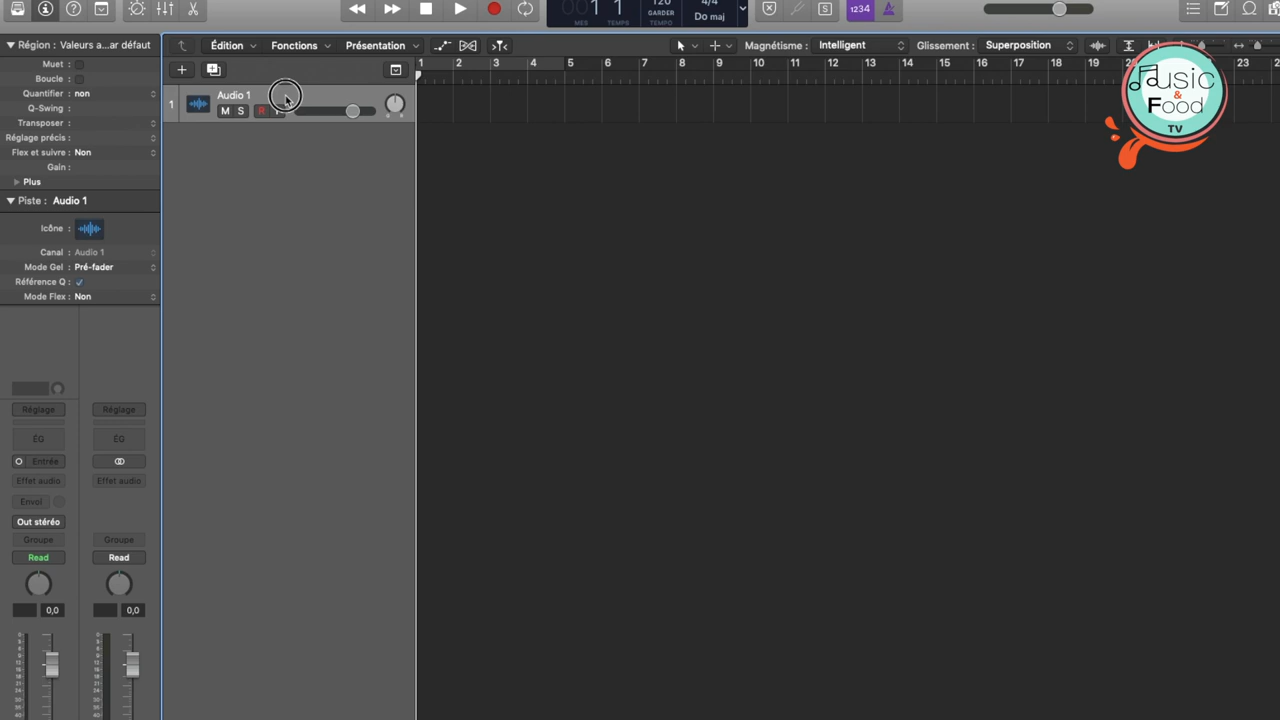 120
4/4
GARDER
Do maj
MES
TEMPS
TEMPO
1234
Région : Valeurs a...ar défaut
Édition
Fonctions
Présentation
Magnétisme : Intelligent
Glissement : Superposition
Muet :
Boucle :
Quantifier : non
Q-Swing :
Transposer :
Réglage précis :
Flex et suivre : Non
Gain :
Plus
1 2 3 4 5 6 7 8 9 10 11 12 13 14 15 16 17 18 19 23
1
Audio 1
M S R
Music
&
Food
TV
Piste : Audio 1
Icône :
Canal : Audio 1
Mode Gel : Pré-fader
Référence Q :
Mode Flex : Non
Réglage Réglage
ÉG ÉG
Entrée
Effet audio Effet audio
Envoi
Out stéréo
Groupe Groupe
Read Read
0,0 0,0